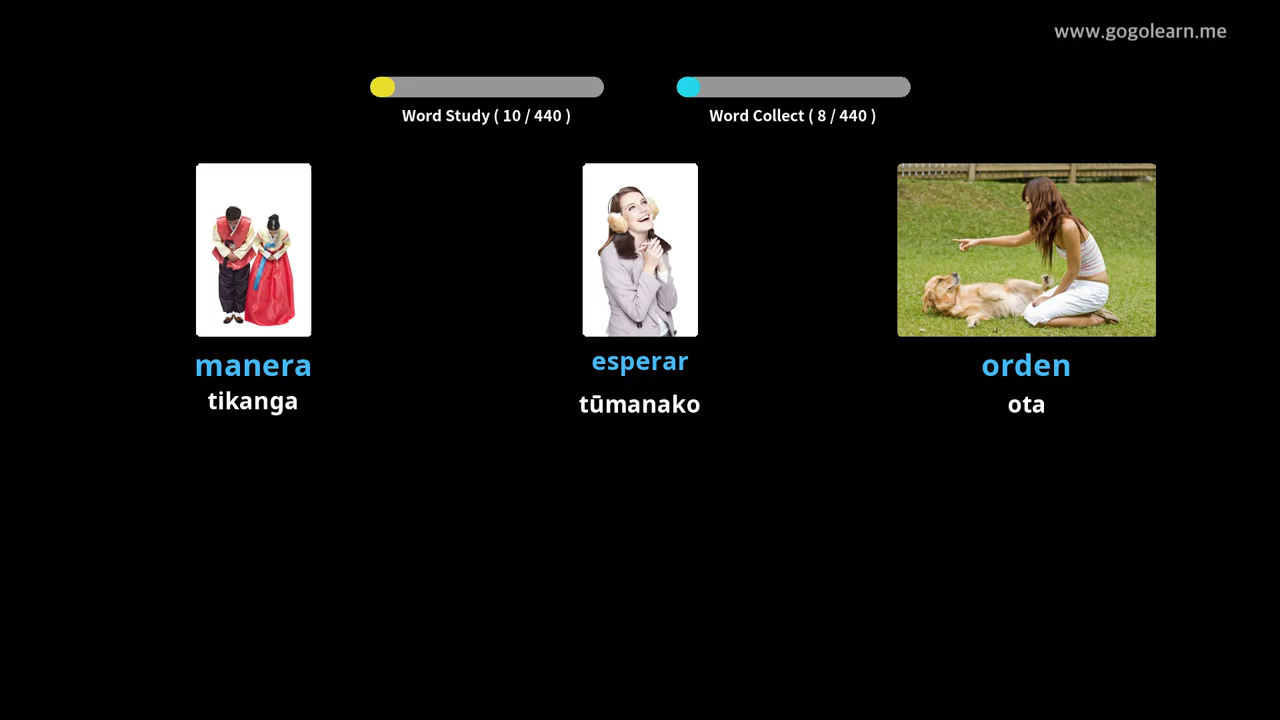 www.gogolearn.me
Word Study ( 10 / 440 )
Word Collect ( 8 / 440 )
manera
tikanga
esperar
tūmanako
orden
ota